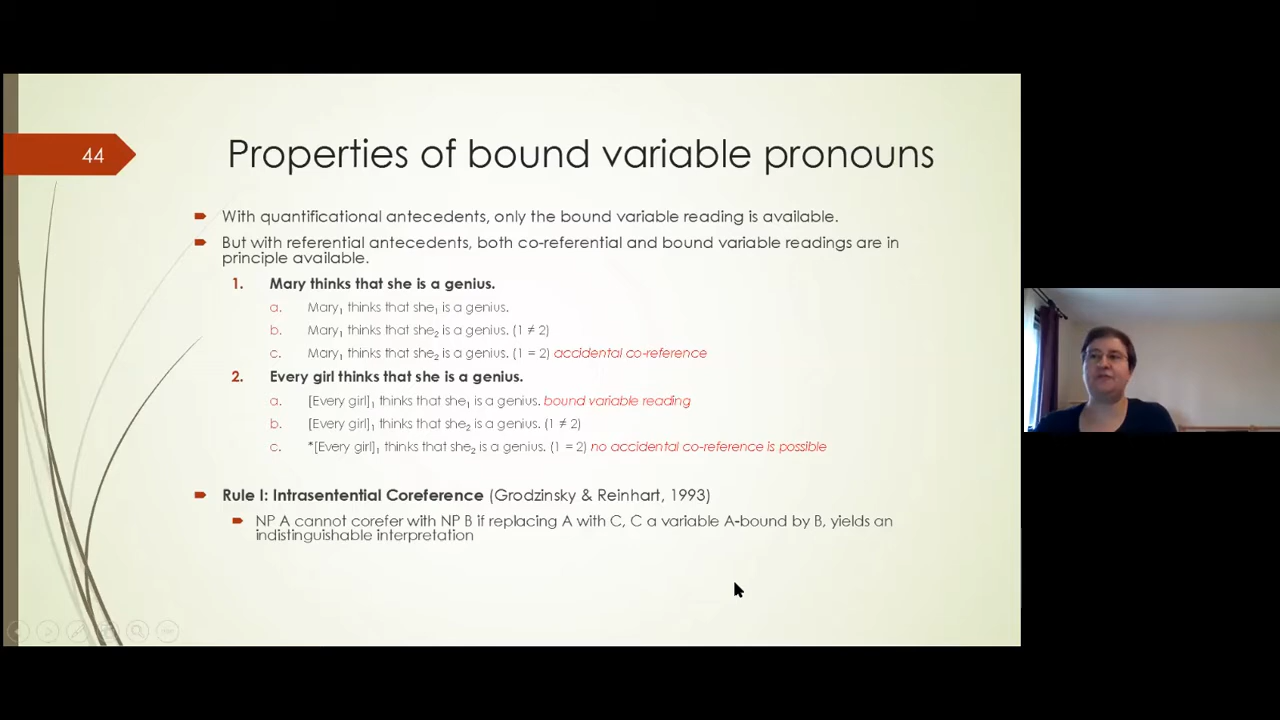 44
Properties of bound variable pronouns
With quantificational antecedents, only the bound variable reading is available.
But with referential antecedents, both co-referential and bound variable readings are in
principle available.
1. Mary thinks that she is a genius.
a. Mary₁ thinks that she₁ is a genius.
b. Mary₁ thinks that she₂ is a genius. (1 ≠ 2)
c. Mary₁ thinks that she₂ is a genius. (1 = 2) accidental co-reference
2. Every girl thinks that she is a genius.
a. [Every girl]₁ thinks that she₁ is a genius. bound variable reading
b. [Every girl]₁ thinks that she₂ is a genius. (1 ≠ 2)
c. *[Every girl]₁ thinks that she₂ is a genius. (1 = 2) no accidental co-reference is possible
Rule I: Intrasentential Coreference (Grodzinsky & Reinhart, 1993)
NP A cannot corefer with NP B if replacing A with C, C a variable A-bound by B, yields an
indistinguishable interpretation